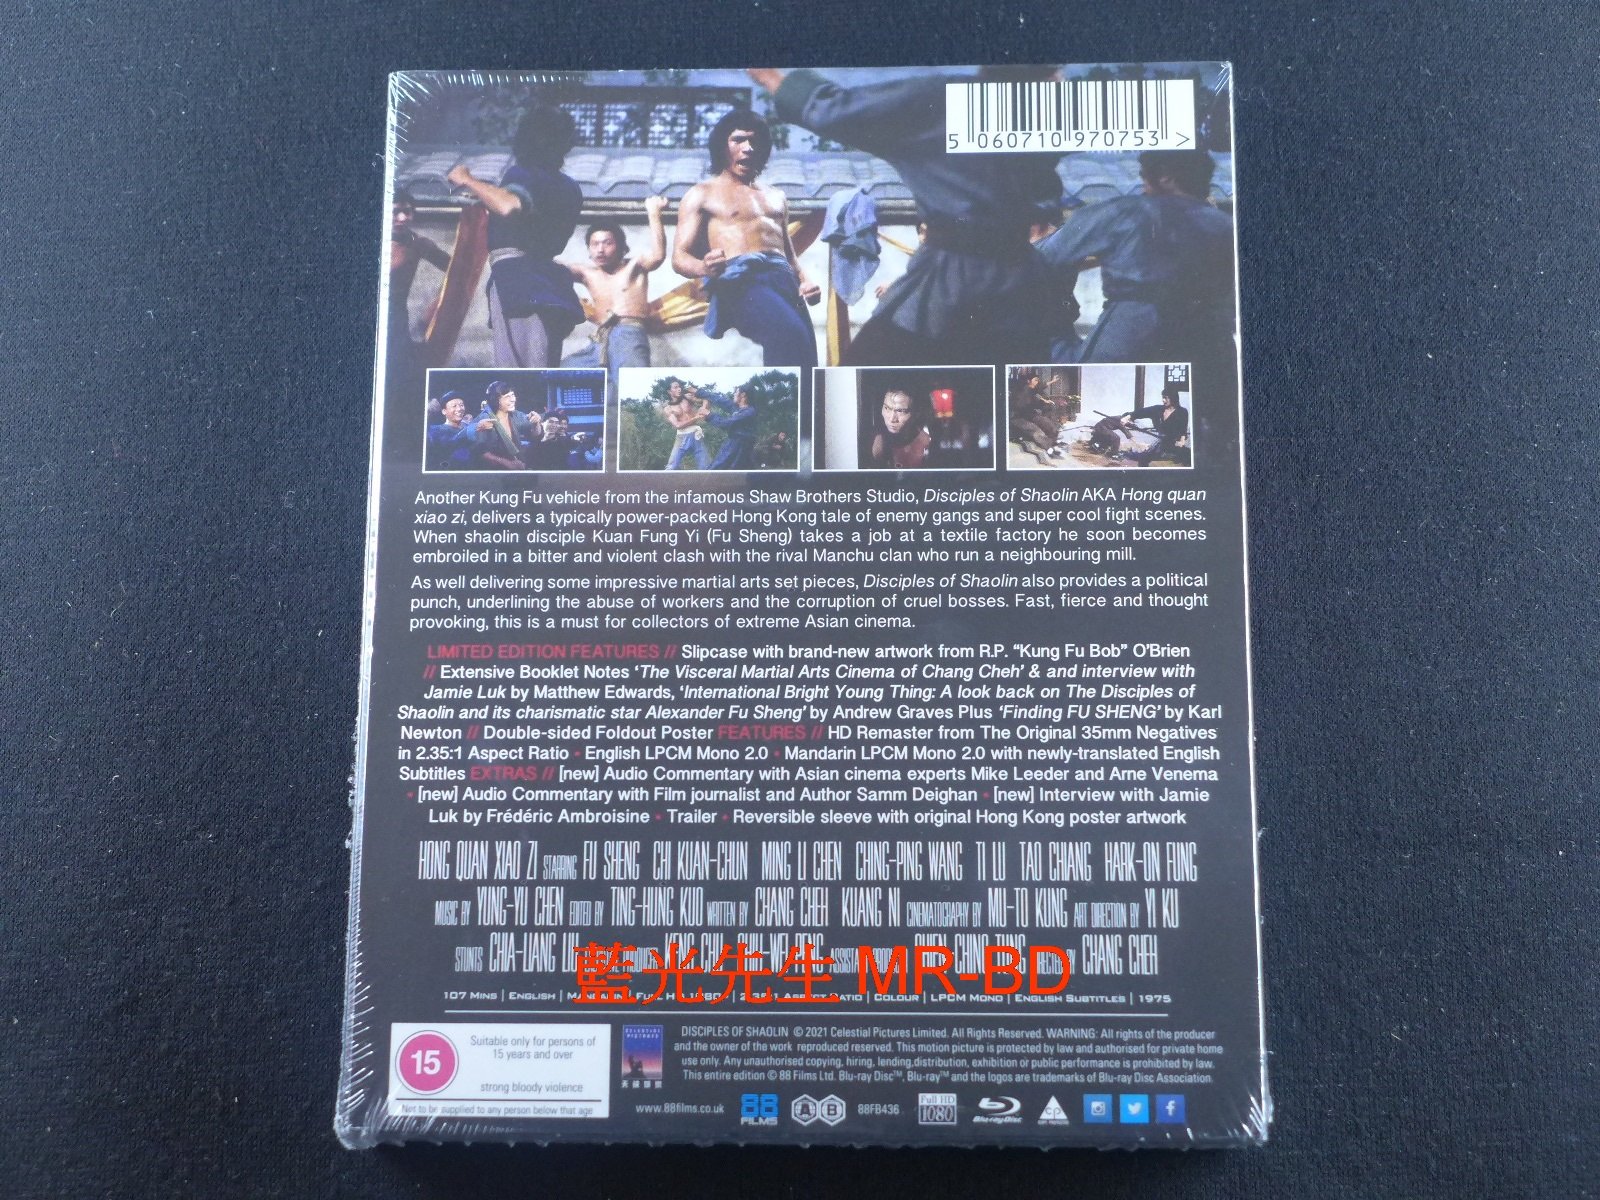 5 060710 970753 >
Another Kung Fu vehicle from the infamous Shaw Brothers Studio, Disciples of Shaolin AKA Hong quan
xiao zi, delivers a typically power-packed Hong Kong tale of enemy gangs and super cool fight scenes.
When shaolin disciple Kuan Fung Yi (Fu Sheng) takes a job at a textile factory he soon becomes
embroiled in a bitter and violent clash with the rival Manchu clan who run a neighbouring mill.
As well delivering some impressive martial arts set pieces, Disciples of Shaolin also provides a political
punch, underlining the abuse of workers and the corruption of cruel bosses. Fast, fierce and thought
provoking, this is a must for collectors of extreme Asian cinema.
LIMITED EDITION FEATURES // Slipcase with brand-new artwork from R.P. “Kung Fu Bob” O’Brien
// Extensive Booklet Notes ‘The Visceral Martial Arts Cinema of Chang Cheh’ & and interview with
Jamie Luk by Matthew Edwards, ‘International Bright Young Thing: A look back on The Disciples of
Shaolin and its charismatic star Alexander Fu Sheng’ by Andrew Graves Plus ‘Finding FU SHENG’ by Karl
Newton // Double-sided Foldout Poster FEATURES // HD Remaster from The Original 35mm Negatives
in 2.35:1 Aspect Ratio • English LPCM Mono 2.0 • Mandarin LPCM Mono 2.0 with newly-translated English
Subtitles EXTRAS // [new] Audio Commentary with Asian cinema experts Mike Leeder and Arne Venema
• [new] Audio Commentary with Film journalist and Author Samm Deighan • [new] Interview with Jamie
Luk by Frédéric Ambroisine • Trailer • Reversible sleeve with original Hong Kong poster artwork
HONG QUAN XIAO ZI STARRING FU SHENG CHI KUAN-CHUN MING LI CHEN CHING-PING WANG TI LU TAO CHIANG HARK-ON FUNG
MUSIC BY YUNG-YU CHEN EDITED BY TING-HUNG KUO WRITTEN BY CHANG CHEH KUANG NI CINEMATOGRAPHY BY MU-TO KUNG ART DIRECTION BY YI KU
STUNTS CHIA-LIANG LIU CHANG CHEH
藍光先生 MR-BD
107 Mins | English | Mandarin | Full HD 1080p | 2.35:1 Aspect Ratio | Colour | LPCM Mono | English Subtitles | 1975
15
Suitable only for persons of
15 years and over
strong bloody violence
Not to be supplied to any person below that age
CELESTIAL PICTURES
天映娛樂
DISCIPLES OF SHAOLIN © 2021 Celestial Pictures Limited. All Rights Reserved. WARNING: All rights of the producer
and the owner of the work reproduced reserved. This motion picture is protected by law and authorised for private home
use only. Any unauthorised copying, hiring, lending,distribution, exhibition or public performance is prohibited by law.
This entire edition © 88 Films Ltd. Blu-ray Disc™, Blu-ray™ and the logos are trademarks of Blu-ray Disc Association.
www.88films.co.uk
88 FILMS
A B
88FB436
Full HD 1080
Blu-ray Disc
cp